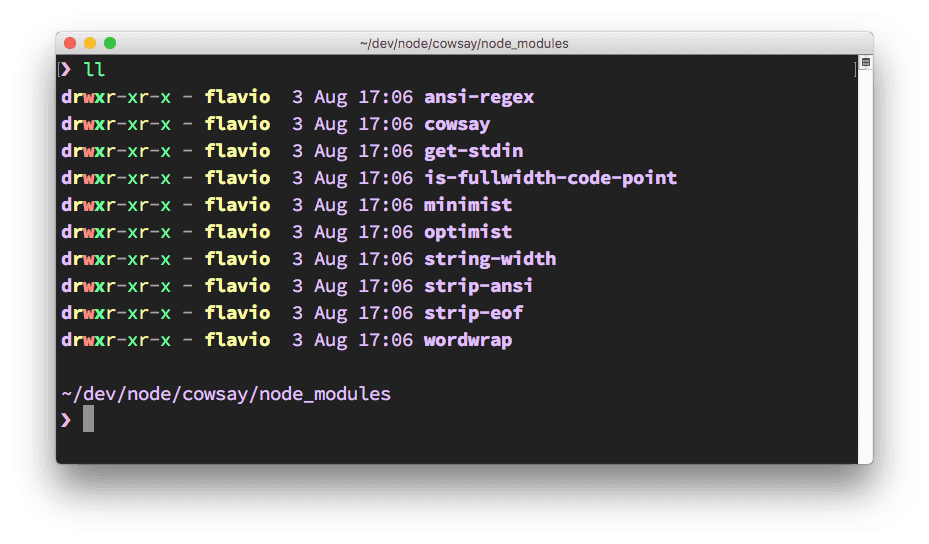 ~/dev/node/cowsay/node_modules
❯ ll
drwxr-xr-x - flavio  3 Aug 17:06 ansi-regex
drwxr-xr-x - flavio  3 Aug 17:06 cowsay
drwxr-xr-x - flavio  3 Aug 17:06 get-stdin
drwxr-xr-x - flavio  3 Aug 17:06 is-fullwidth-code-point
drwxr-xr-x - flavio  3 Aug 17:06 minimist
drwxr-xr-x - flavio  3 Aug 17:06 optimist
drwxr-xr-x - flavio  3 Aug 17:06 string-width
drwxr-xr-x - flavio  3 Aug 17:06 strip-ansi
drwxr-xr-x - flavio  3 Aug 17:06 strip-eof
drwxr-xr-x - flavio  3 Aug 17:06 wordwrap
~/dev/node/cowsay/node_modules
❯